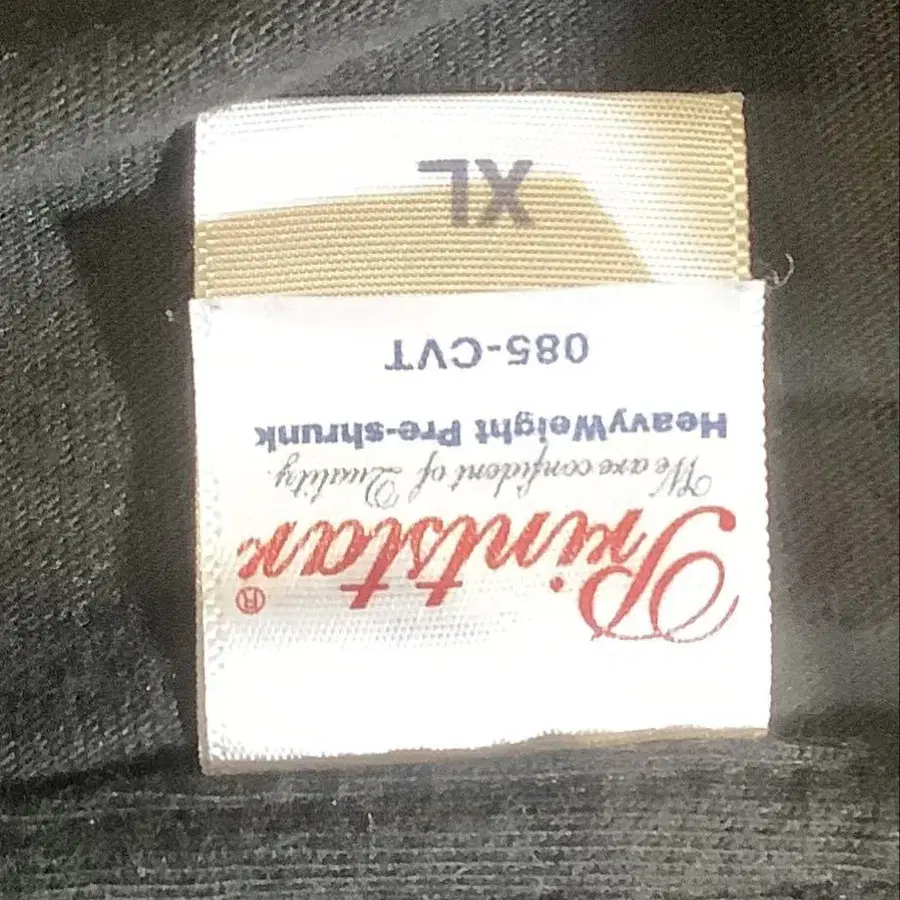 Printstar®
We are confident of Quality.
HeavyWeight Pre-shrunk
085-CVT
XL